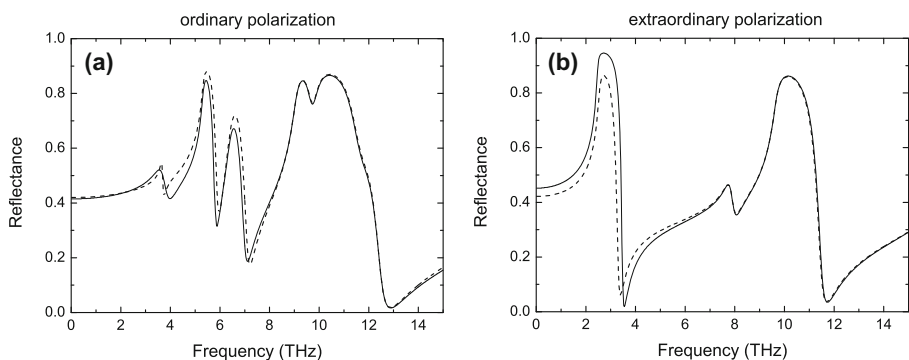 ordinary polarization
(a)
Reflectance
1.0
0.8
0.6
0.4
0.2
0.0
0 2 4 6 8 10 12 14
Frequency (THz)
extraordinary polarization
(b)
Reflectance
1.0
0.8
0.6
0.4
0.2
0.0
0 2 4 6 8 10 12 14
Frequency (THz)